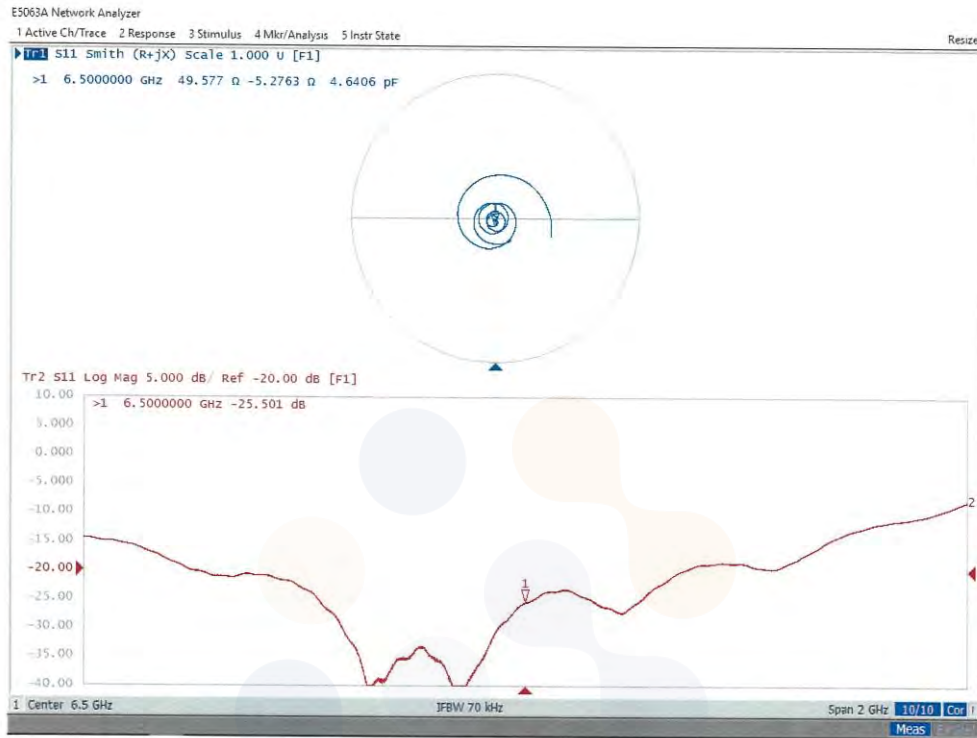 E5063A Network Analyzer
1 Active Ch/Trace 2 Response 3 Stimulus 4 Mkr/Analysis 5 Instr State
Resize
Tr1 S11 Smith (R+jX) Scale 1.000 U [F1]
>1 6.5000000 GHz 49.577 Ω -5.2763 Ω 4.6406 pF
Tr2 S11 Log Mag 5.000 dB/ Ref -20.00 dB [F1]
>1 6.5000000 GHz -25.501 dB
10.00
5.000
0.000
-5.000
-10.00
-15.00
-20.00
-25.00
-30.00
-35.00
-40.00
1
2
1 Center 6.5 GHz IFBW 70 kHz Span 2 GHz 10/10 Cor
Meas